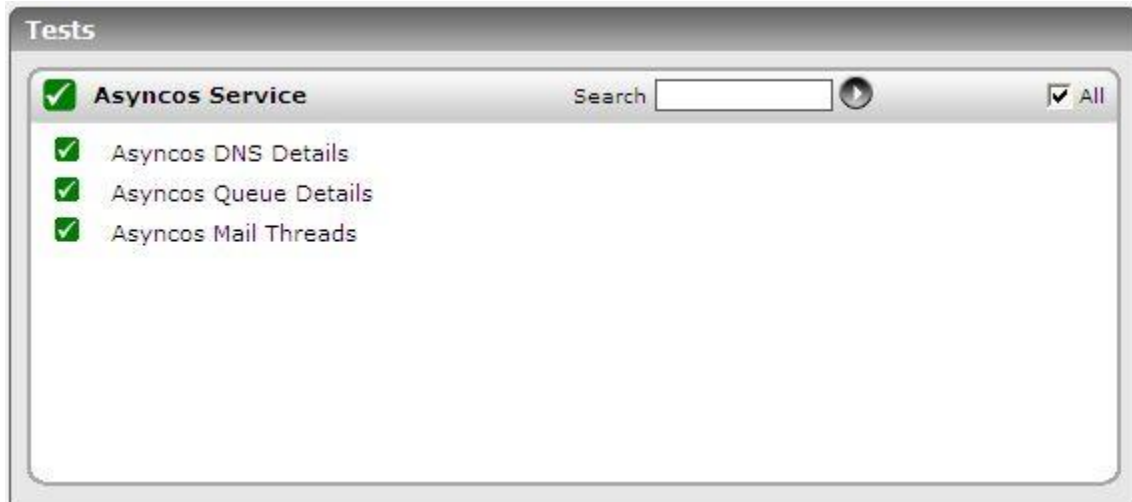 Tests
Asyncos Service Search All
Asyncos DNS Details
Asyncos Queue Details
Asyncos Mail Threads